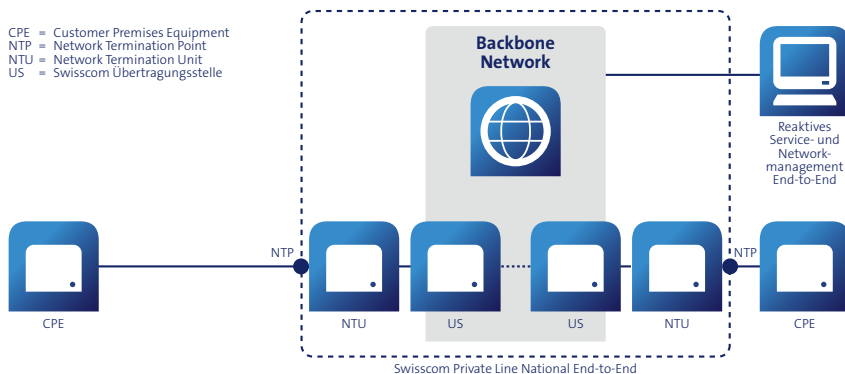 CPE = Customer Premises Equipment
NTP = Network Termination Point
NTU = Network Termination Unit
US = Swisscom Übertragungsstelle
Backbone
Network
Reaktives
Service- und
Network-
management
End-to-End
NTP
NTP
CPE
NTU
US
US
NTU
CPE
Swisscom Private Line National End-to-End